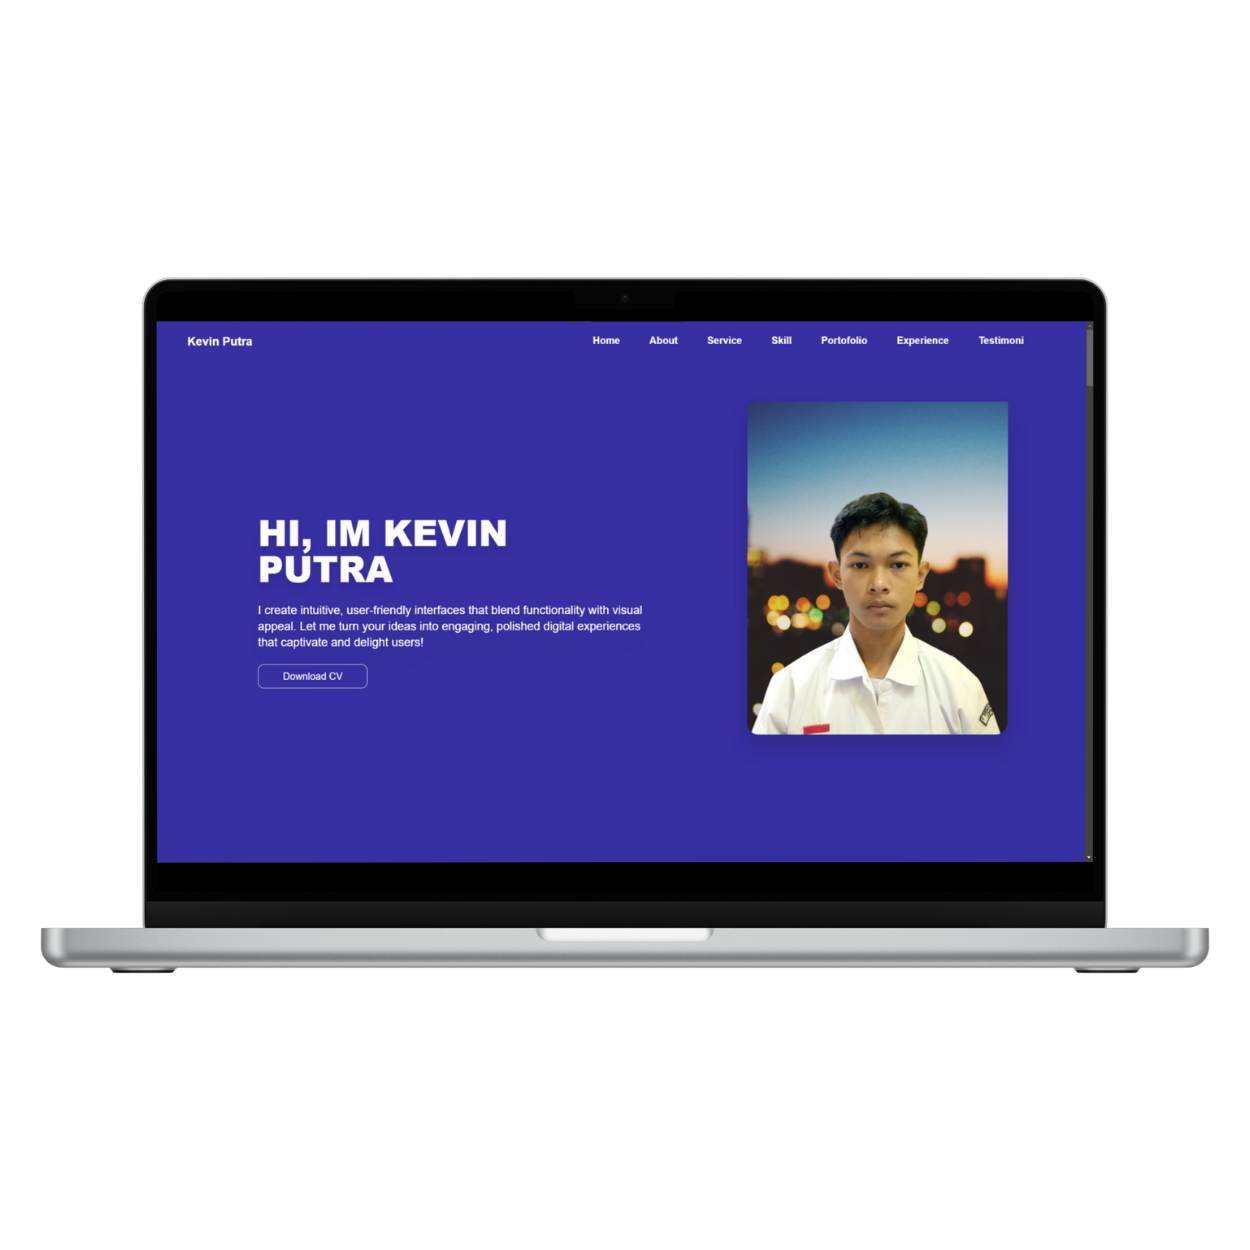 Kevin Putra
Home About Service Skill Portofolio Experience Testimoni
HI, IM KEVIN
PUTRA
I create intuitive, user-friendly interfaces that blend functionality with visual
appeal. Let me turn your ideas into engaging, polished digital experiences
that captivate and delight users!
Download CV